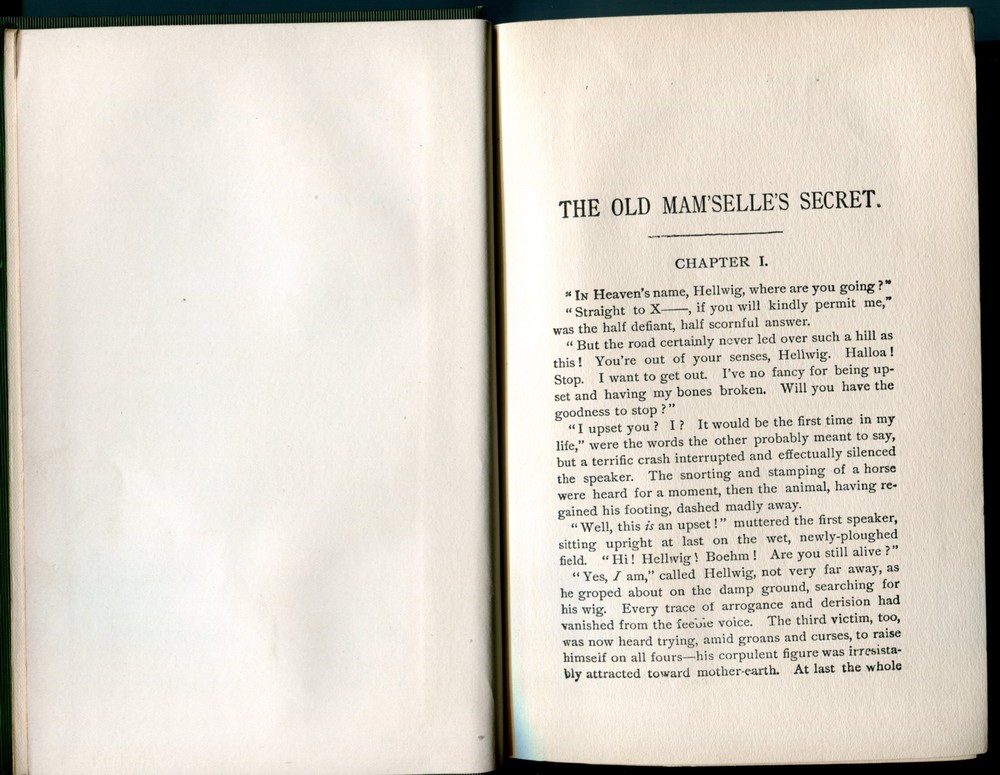 THE OLD MAM'SELLE'S SECRET.
CHAPTER I.
"IN Heaven's name, Hellwig, where are you going?"
"Straight to X——, if you will kindly permit me,"
was the half defiant, half scornful answer.
"But the road certainly never led over such a hill as
this! You're out of your senses, Hellwig. Halloa!
Stop. I want to get out. I've no fancy for being up-
set and having my bones broken. Will you have the
goodness to stop?"
"I upset you? I? It would be the first time in my
life," were the words the other probably meant to say,
but a terrific crash interrupted and effectually silenced
the speaker. The snorting and stamping of a horse
were heard for a moment, then the animal, having re-
gained his footing, dashed madly away.
"Well, this is an upset!" muttered the first speaker,
sitting upright at last on the wet, newly-ploughed
field. "Hi! Hellwig! Boehm! Are you still alive?"
"Yes, I am," called Hellwig, not very far away, as
he groped about on the damp ground, searching for
his wig. Every trace of arrogance and derision had
vanished from the feeble voice. The third victim, too,
was now heard trying, amid groans and curses, to raise
himself on all fours—his corpulent figure was irresista-
bly attracted toward mother-earth. At last the whole